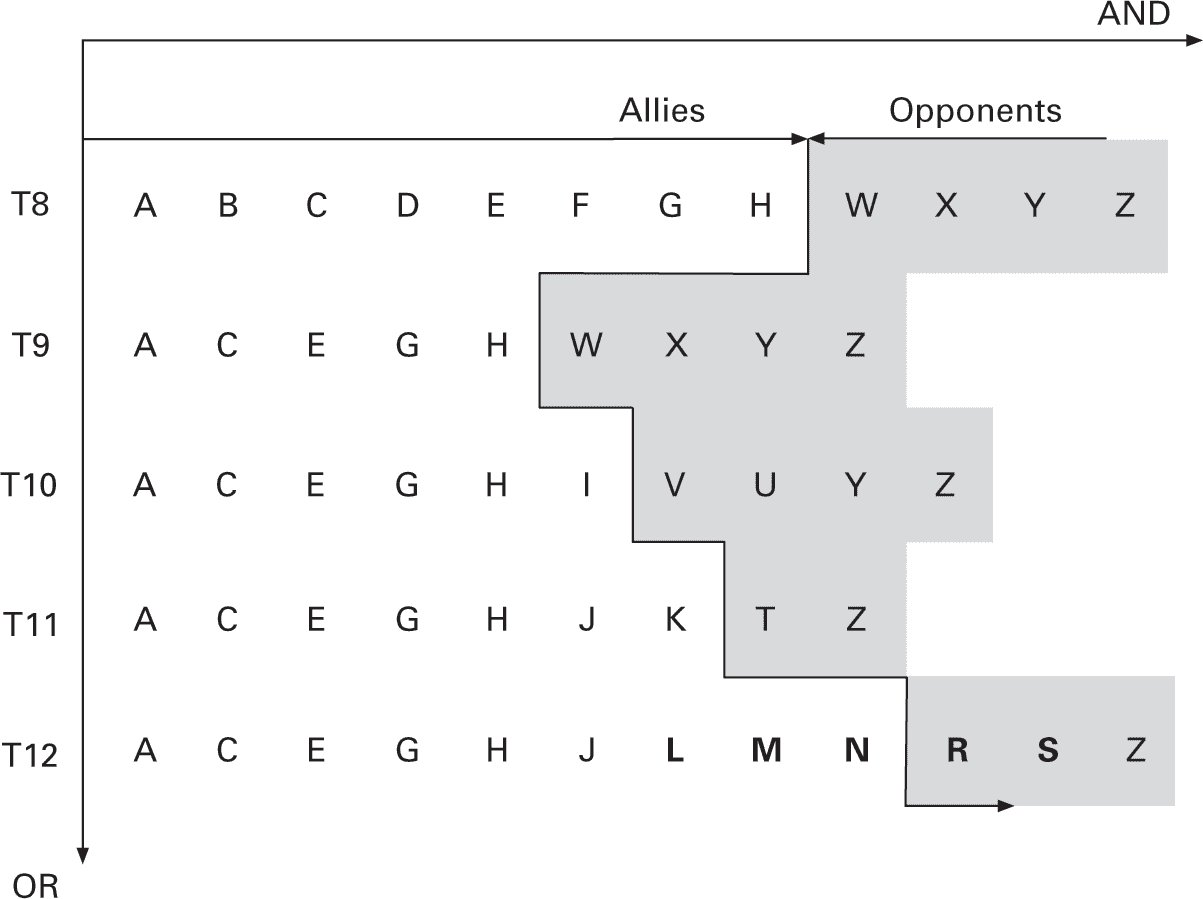 AND
Allies Opponents
T8 A B C D E F G H W X Y Z
T9 A C E G H W X Y Z
T10 A C E G H I V U Y Z
T11 A C E G H J K T Z
T12 A C E G H J L M N R S Z
OR